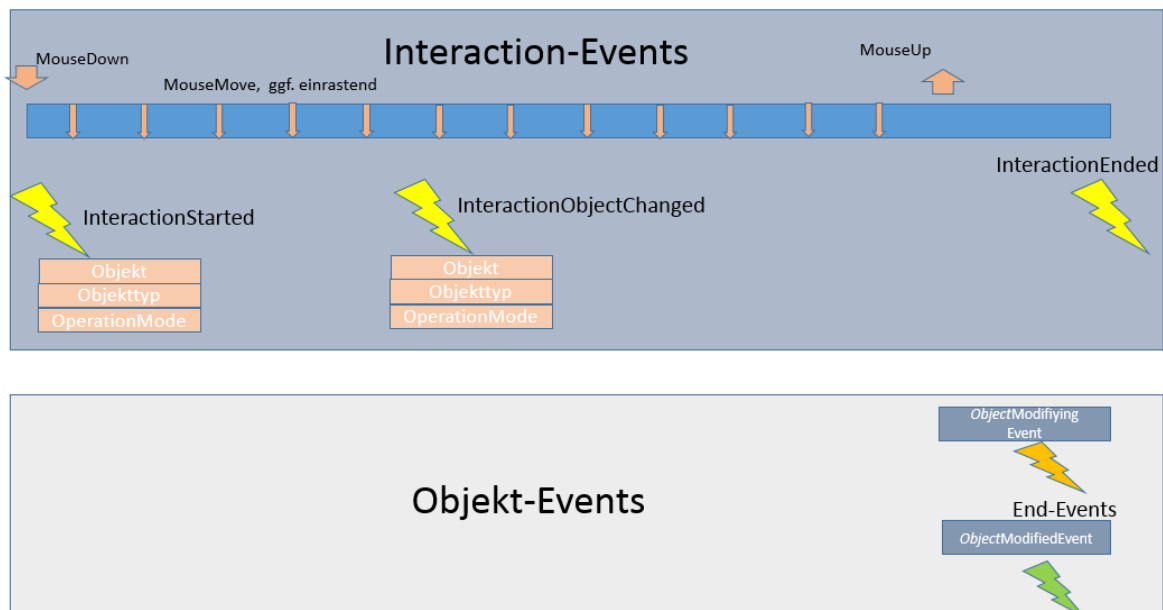 Interaction-Events
MouseDown
MouseUp
MouseMove, ggf. einrastend
InteractionEnded
InteractionStarted
InteractionObjectChanged
Objekt
Objekttyp
OperationMode
Objekt
Objekttyp
OperationMode
ObjectModifiying
Event
Objekt-Events
End-Events
ObjectModifiedEvent